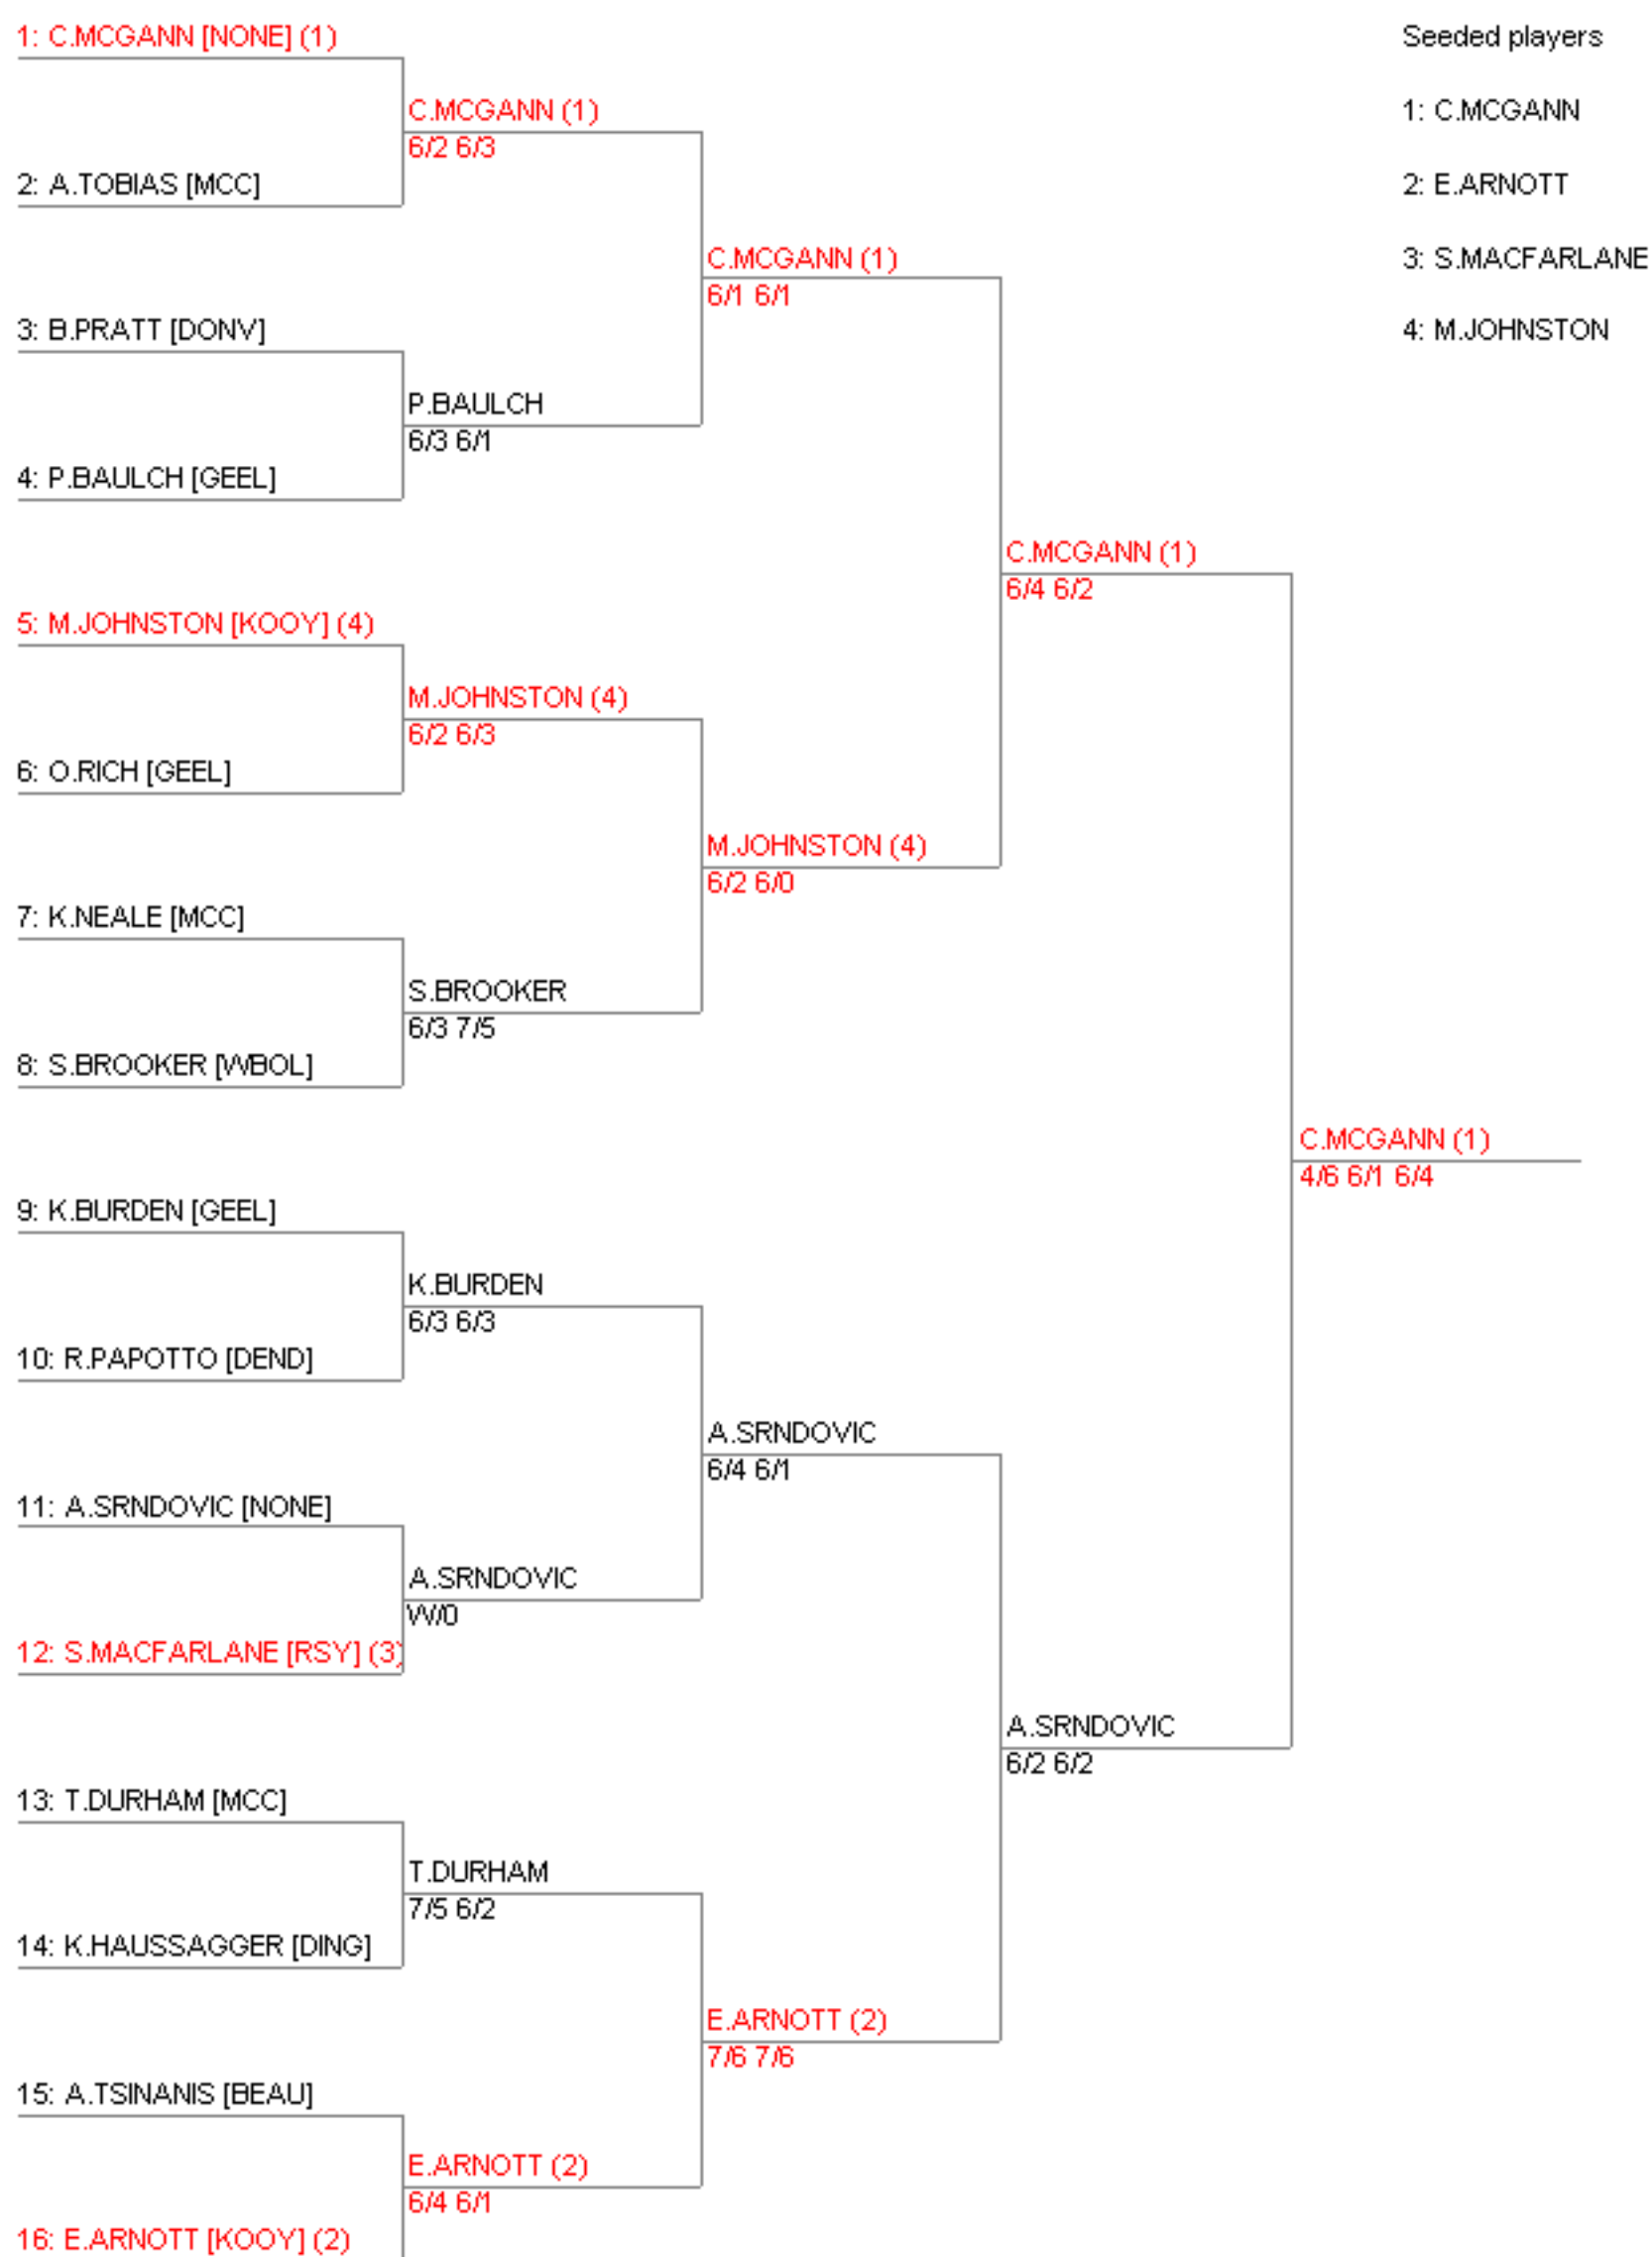 1: C.MCGANN [NONE] (1)
2: A.TOBIAS [MCC]
3: B.PRATT [DONV]
4: P.BAULCH [GEEL]
5: M.JOHNSTON [KOOY] (4)
6: O.RICH [GEEL]
7: K.NEALE [MCC]
8: S.BROOKER [WBOL]
9: K.BURDEN [GEEL]
10: R.PAPOTTO [DEND]
11: A.SRNDOVIC [NONE]
12: S.MACFARLANE [RSY] (3)
13: T.DURHAM [MCC]
14: K.HAUSSAGGER [DING]
15: A.TSINANIS [BEAU]
16: E.ARNOTT [KOOY] (2)
C.MCGANN (1)
6/2 6/3
P.BAULCH
6/3 6/1
M.JOHNSTON (4)
6/2 6/3
S.BROOKER
6/3 7/5
K.BURDEN
6/3 6/3
A.SRNDOVIC
W/0
T.DURHAM
7/5 6/2
E.ARNOTT (2)
6/4 6/1
C.MCGANN (1)
6/1 6/1
M.JOHNSTON (4)
6/2 6/0
A.SRNDOVIC
6/4 6/1
E.ARNOTT (2)
7/6 7/6
C.MCGANN (1)
6/4 6/2
A.SRNDOVIC
6/2 6/2
C.MCGANN (1)
4/6 6/1 6/4
Seeded players
1: C.MCGANN
2: E.ARNOTT
3: S.MACFARLANE
4: M.JOHNSTON